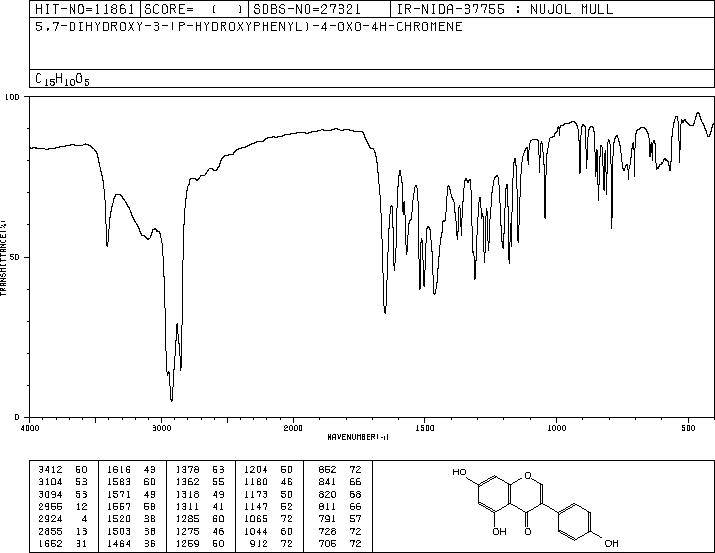 HIT-NO=11861 SCORE= ( ) SDBS-NO=27321 IR-NIDA-37755 : NUJOL MULL
5,7-DIHYDROXY-3-(P-HYDROXYPHENYL)-4-OXO-4H-CHROMENE
C15H10O5
100
TRANSMITTANCE(%)
50
0
4000 3000 2000 1500 1000 500
WAVENUMBER(-1)
3412 50 1616 43 1378 53 1204 50 852 72
3104 53 1583 60 1362 55 1180 46 841 66
3094 53 1571 49 1318 49 1173 50 820 68
2955 12 1557 58 1311 41 1147 52 811 66
2924 4 1520 38 1285 60 1065 72 791 57
2855 13 1503 38 1275 46 1044 60 728 72
1652 31 1464 36 1259 50 912 72 706 72
HO
O
OH
O
OH